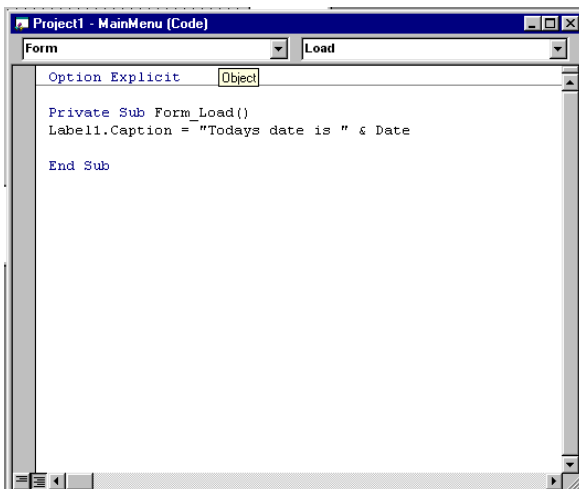 Project1 - MainMenu (Code)
Form Load
Option Explicit Object
Private Sub Form_Load()
Label1.Caption = "Todays date is " & Date
End Sub